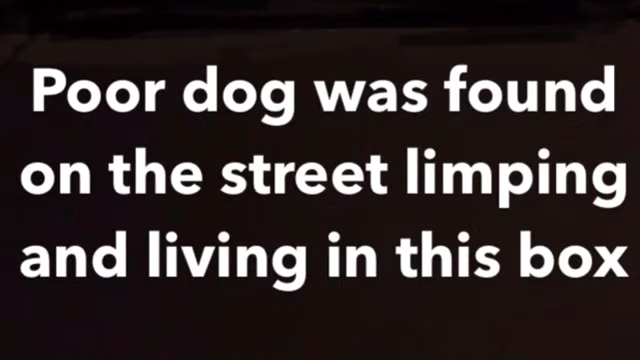 Poor dog was found
on the street limping
and living in this box